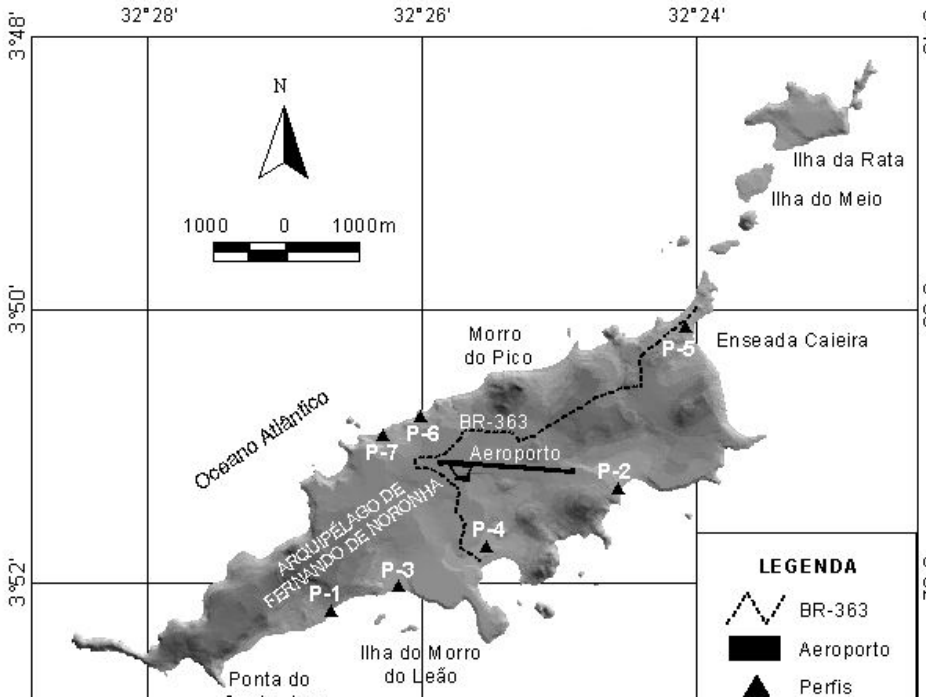 32°28' 32°26' 32°24'
3°48'
N
Ilha da Rata
Ilha do Meio
1000 0 1000m
3°50'
Morro
do Pico
Enseada Caieira
P-5
Oceano Atlântico
P-6
BR-363
P-7
Aeroporto
P-2
ARQUIPÉLAGO DE
FERNANDO DE NORONHA
P-4
3°52'
P-3
P-1
Ilha do Morro
do Leão
Ponta do
LEGENDA
BR-363
Aeroporto
Perfis